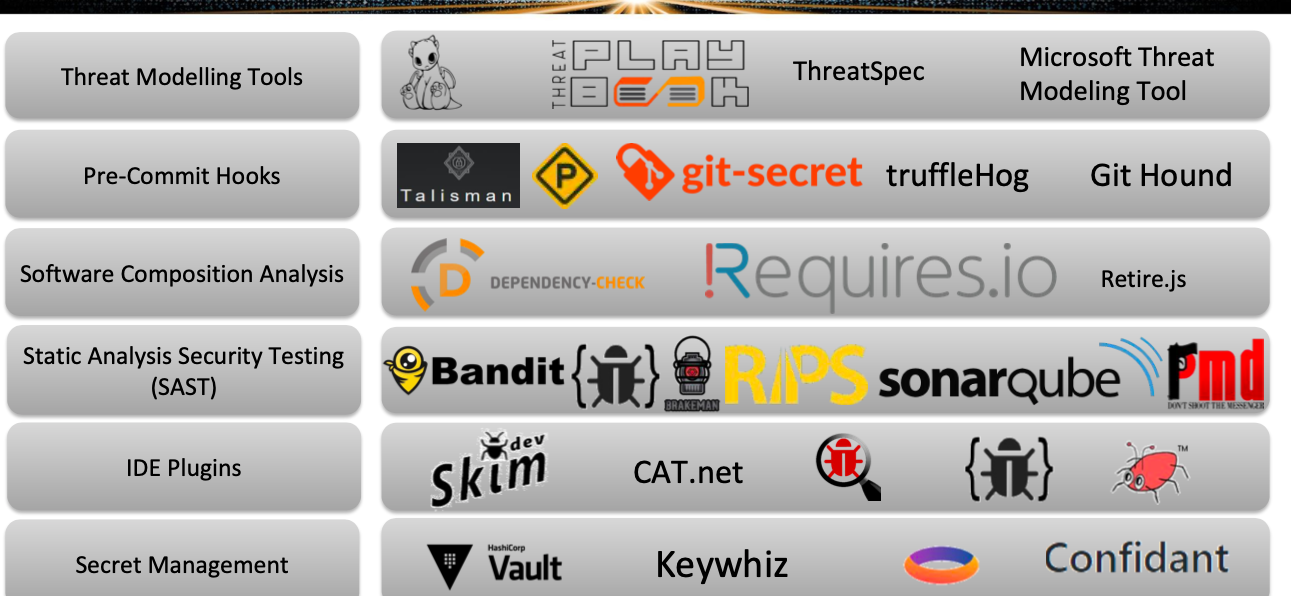 Threat Modelling Tools
THREAT PLAYBOOK
ThreatSpec
Microsoft Threat
Modeling Tool
Pre-Commit Hooks
Talisman
P
git-secret
truffleHog
Git Hound
Software Composition Analysis
D DEPENDENCY-CHECK
!Requires.io
Retire.js
Static Analysis Security Testing
(SAST)
Bandit
BRAKEMAN
RIPS
sonarqube
Pmd
DON'T SHOOT THE MESSENGER
IDE Plugins
dev
Skim
CAT.net
TM
Secret Management
HashiCorp
Vault
Keywhiz
Confidant